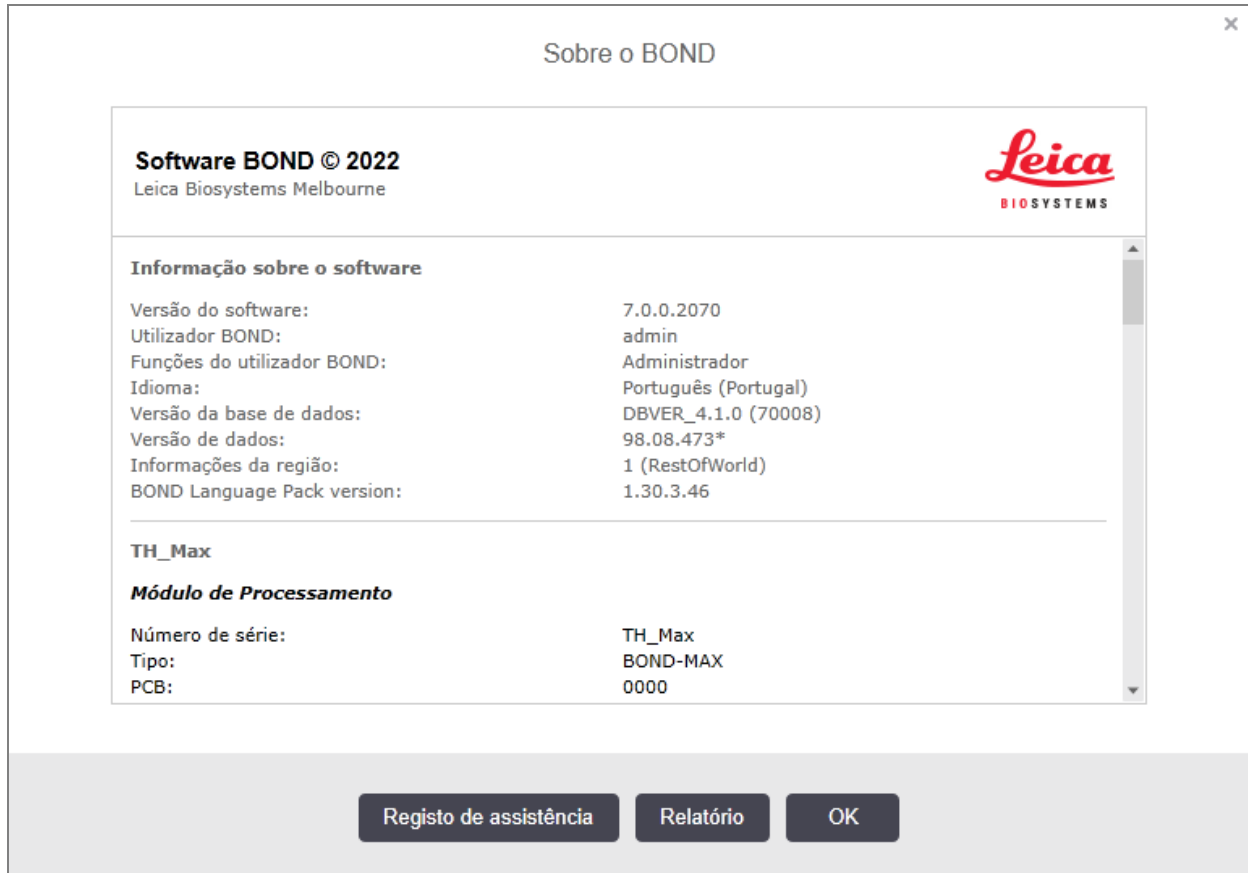 Sobre o BOND
Software BOND © 2022
Leica Biosystems Melbourne
Leica
BIOSYSTEMS
Informação sobre o software
Versão do software: 7.0.0.2070
Utilizador BOND: admin
Funções do utilizador BOND: Administrador
Idioma: Português (Portugal)
Versão da base de dados: DBVER_4.1.0 (70008)
Versão de dados: 98.08.473*
Informações da região: 1 (RestOfWorld)
BOND Language Pack version: 1.30.3.46
TH_Max
Módulo de Processamento
Número de série: TH_Max
Tipo: BOND-MAX
PCB: 0000
Registo de assistência Relatório OK